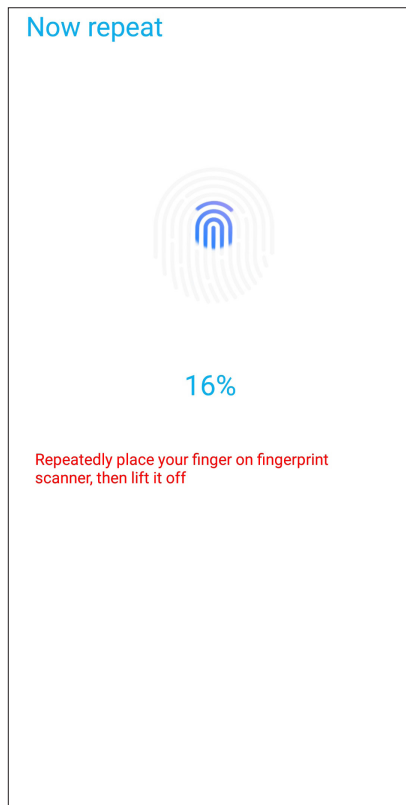 Now repeat
16%
Repeatedly place your finger on fingerprint
scanner, then lift it off